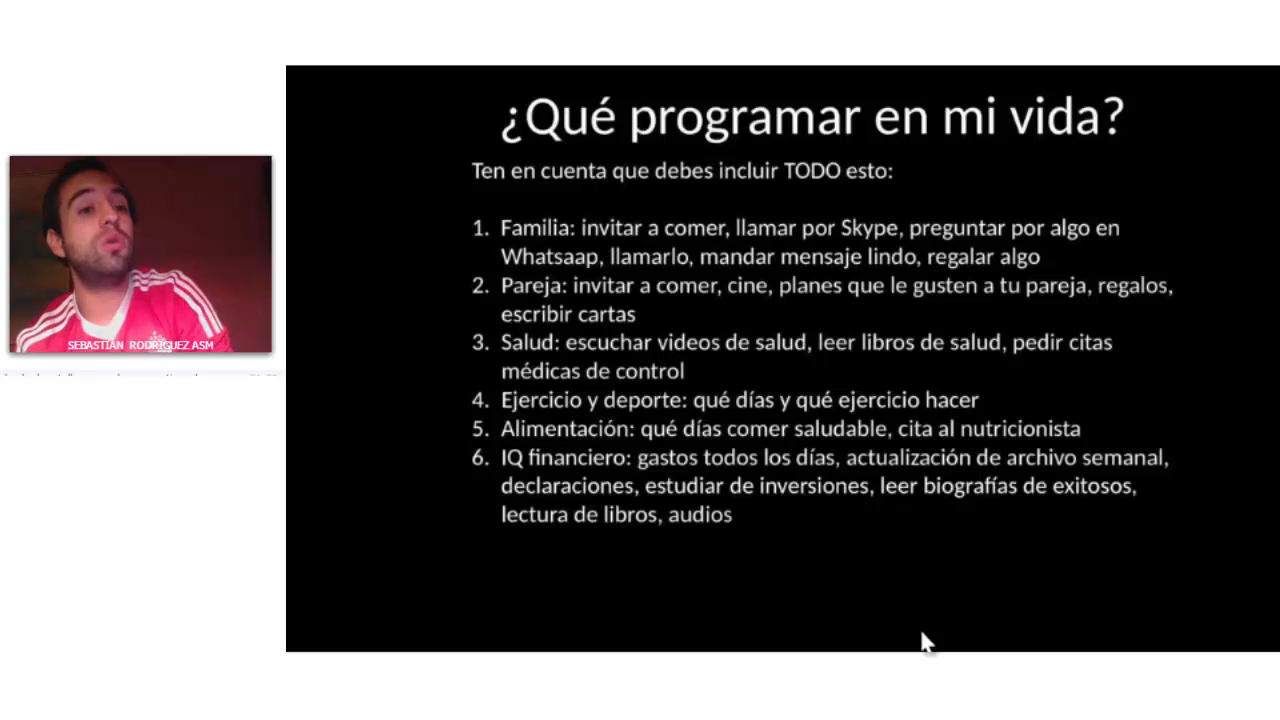 ¿Qué programar en mi vida?
Ten en cuenta que debes incluir TODO esto:
1. Familia: invitar a comer, llamar por Skype, preguntar por algo en
Whatsaap, llamarlo, mandar mensaje lindo, regalar algo
2. Pareja: invitar a comer, cine, planes que le gusten a tu pareja, regalos,
escribir cartas
3. Salud: escuchar videos de salud, leer libros de salud, pedir citas
médicas de control
4. Ejercicio y deporte: qué días y qué ejercicio hacer
5. Alimentación: qué días comer saludable, cita al nutricionista
6. IQ financiero: gastos todos los días, actualización de archivo semanal,
declaraciones, estudiar de inversiones, leer biografías de exitosos,
lectura de libros, audios
SEBASTIAN RODRIGUEZ ASM